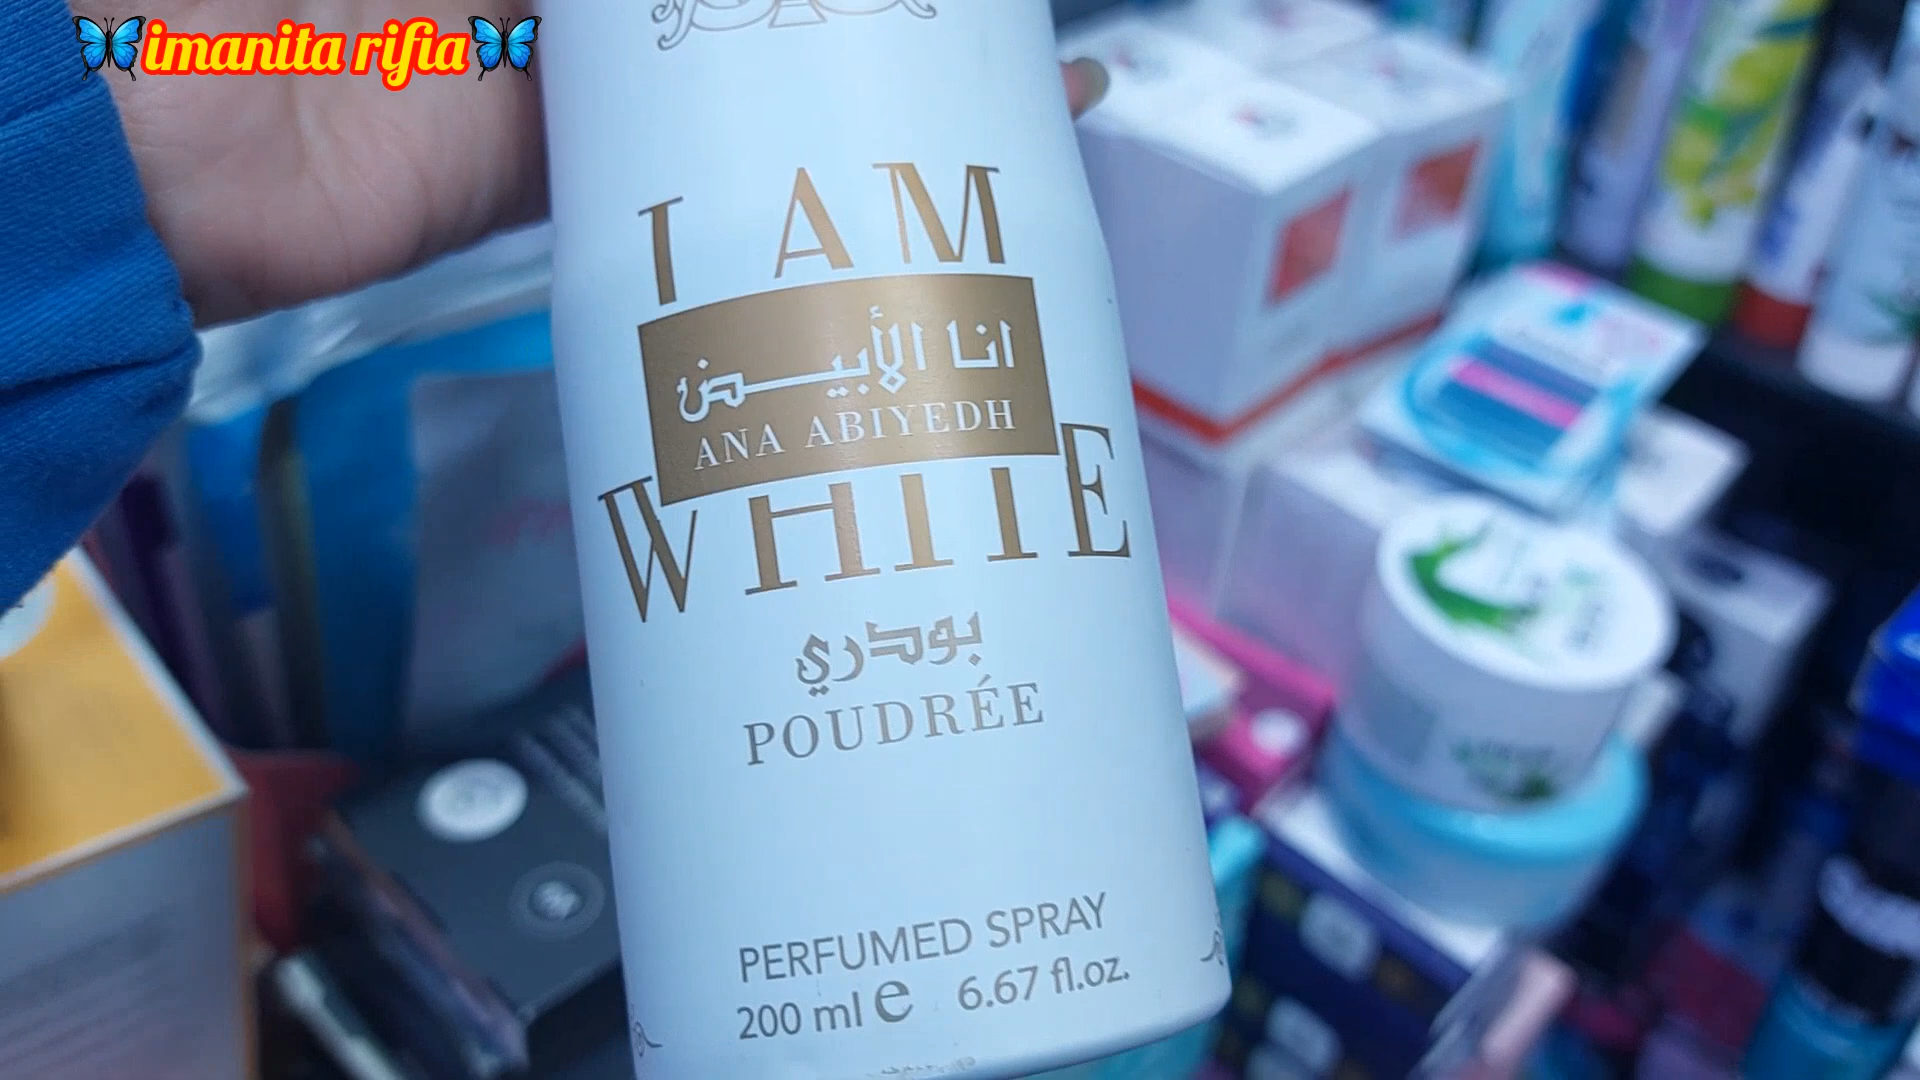 🦋imanita rifia🦋
I AM
انا الأبيض
ANA ABIYEDH
WHITE
بودري
POUDRÉE
PERFUMED SPRAY
200 ml e 6.67 fl.oz.